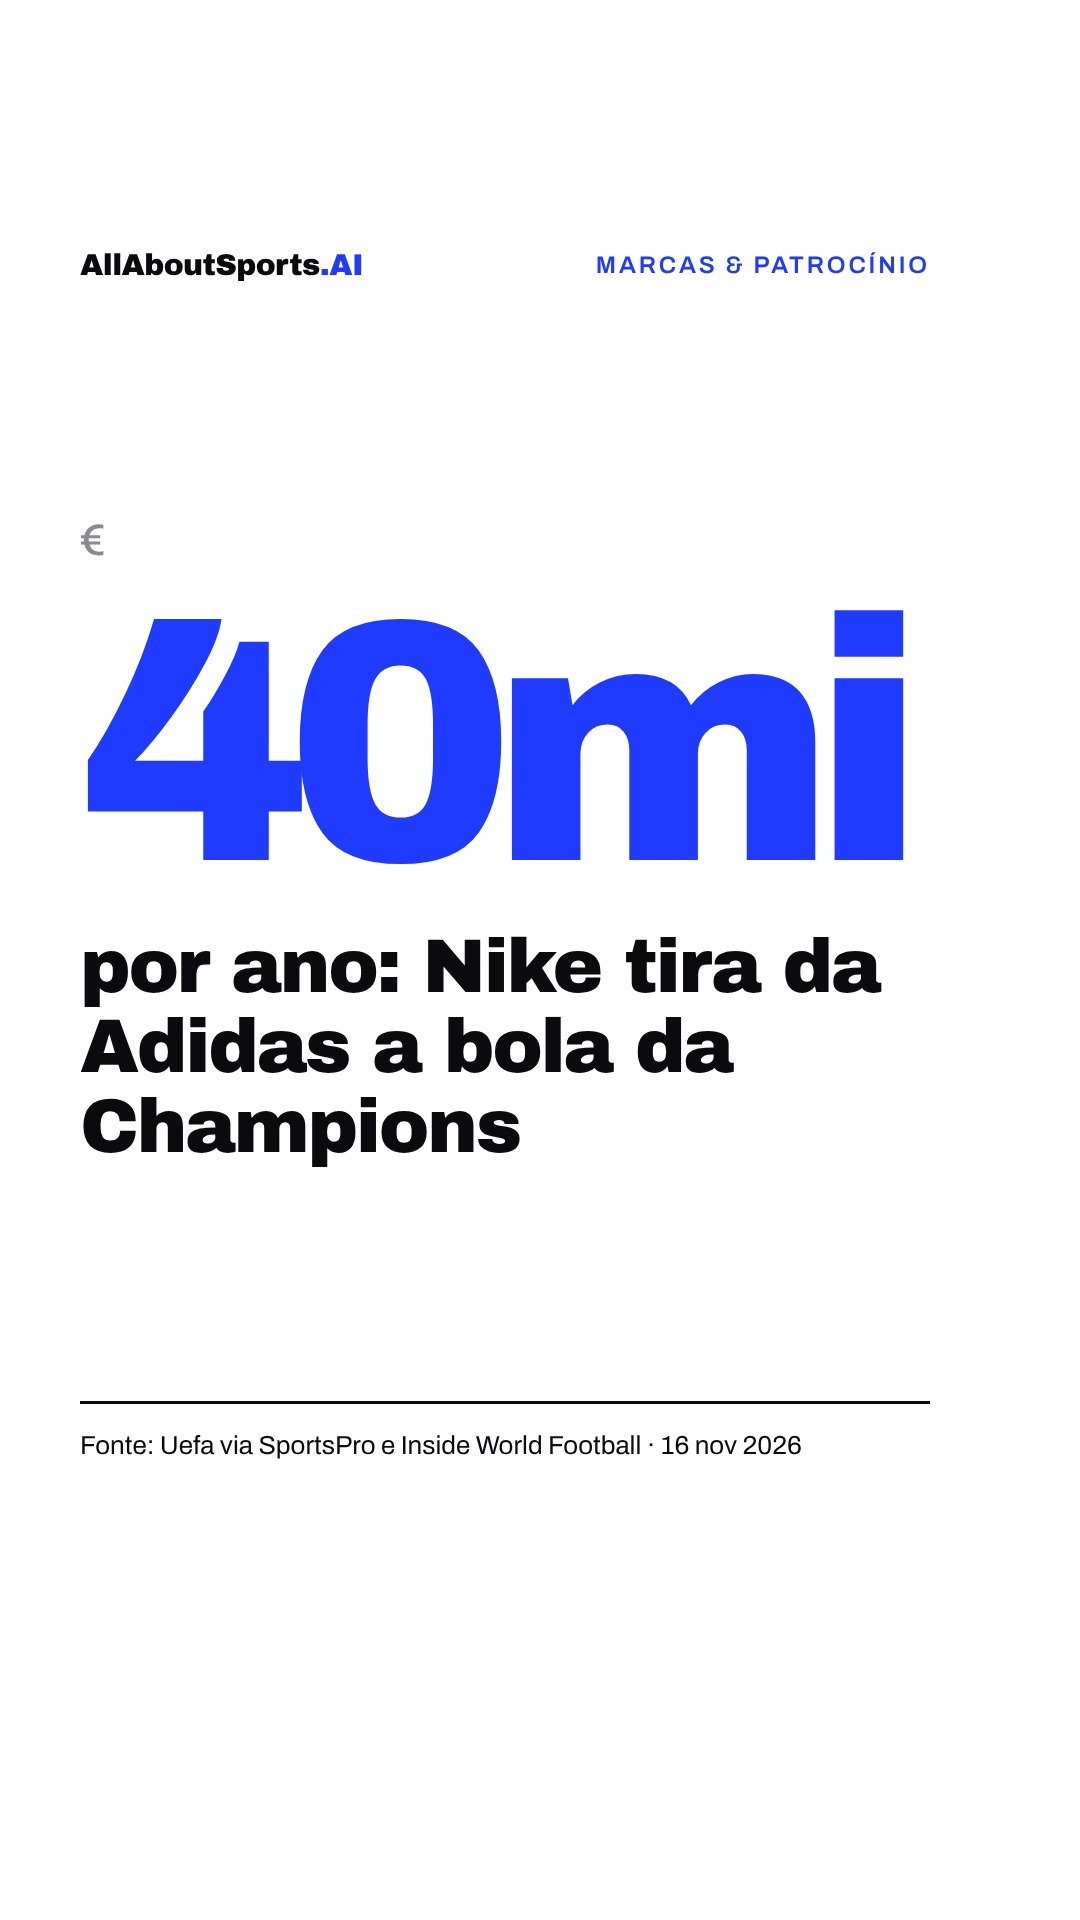 AllAboutSports.AI
MARCAS & PATROCÍNIO
€
40mi
por ano: Nike tira da
Adidas a bola da
Champions
Fonte: Uefa via SportsPro e Inside World Football · 16 nov 2026